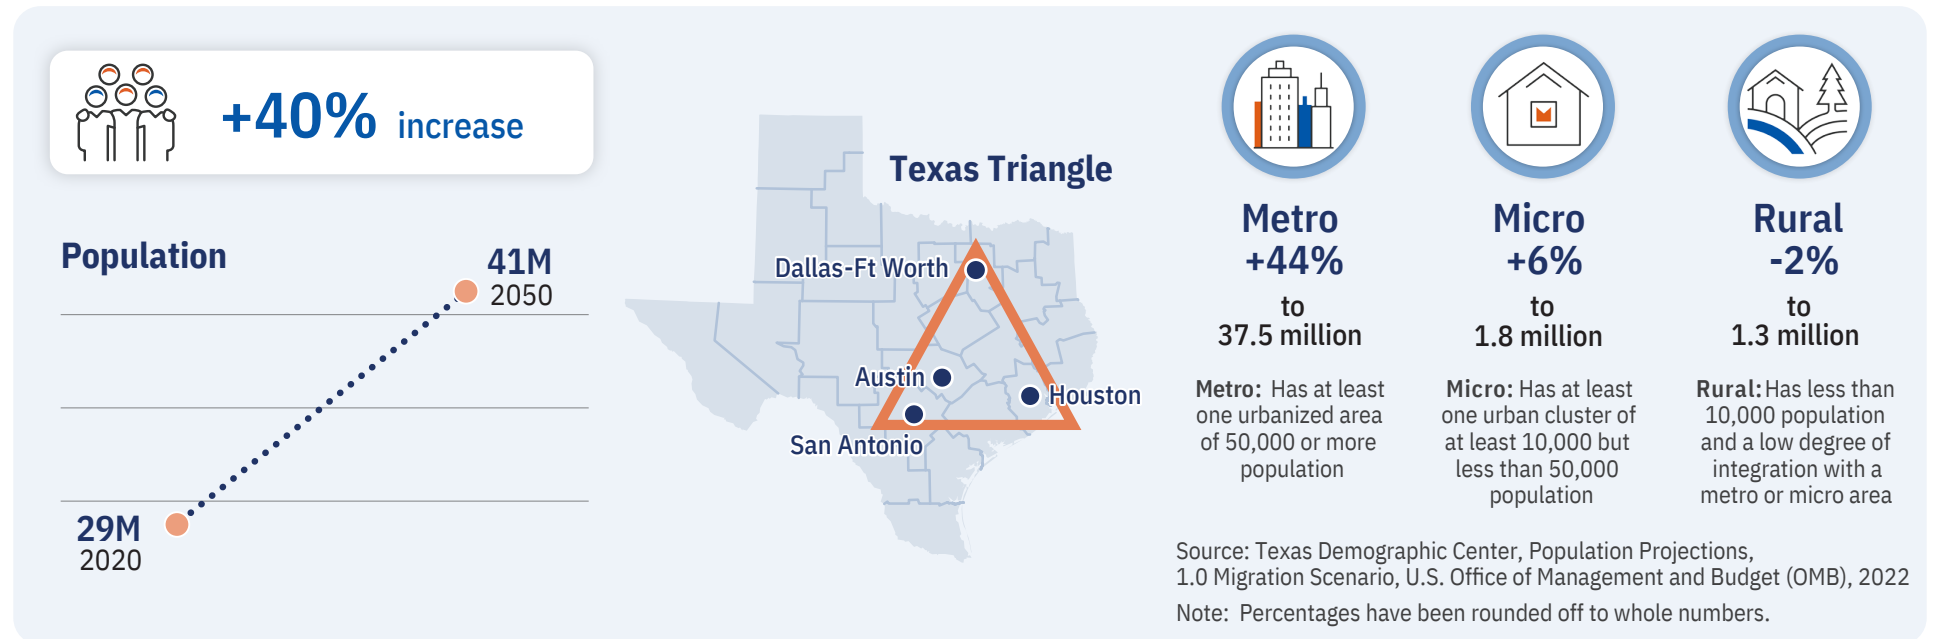 +40% increase
Population
41M
2050
29M
2020
Texas Triangle
Dallas-Ft Worth
Austin
Houston
San Antonio
Metro
+44%
to
37.5 million
Metro: Has at least
one urbanized area
of 50,000 or more
population
Micro
+6%
to
1.8 million
Micro: Has at least
one urban cluster of
at least 10,000 but
less than 50,000
population
Rural
-2%
to
1.3 million
Rural: Has less than
10,000 population
and a low degree of
integration with a
metro or micro area
Source: Texas Demographic Center, Population Projections,
1.0 Migration Scenario, U.S. Office of Management and Budget (OMB), 2022
Note: Percentages have been rounded off to whole numbers.